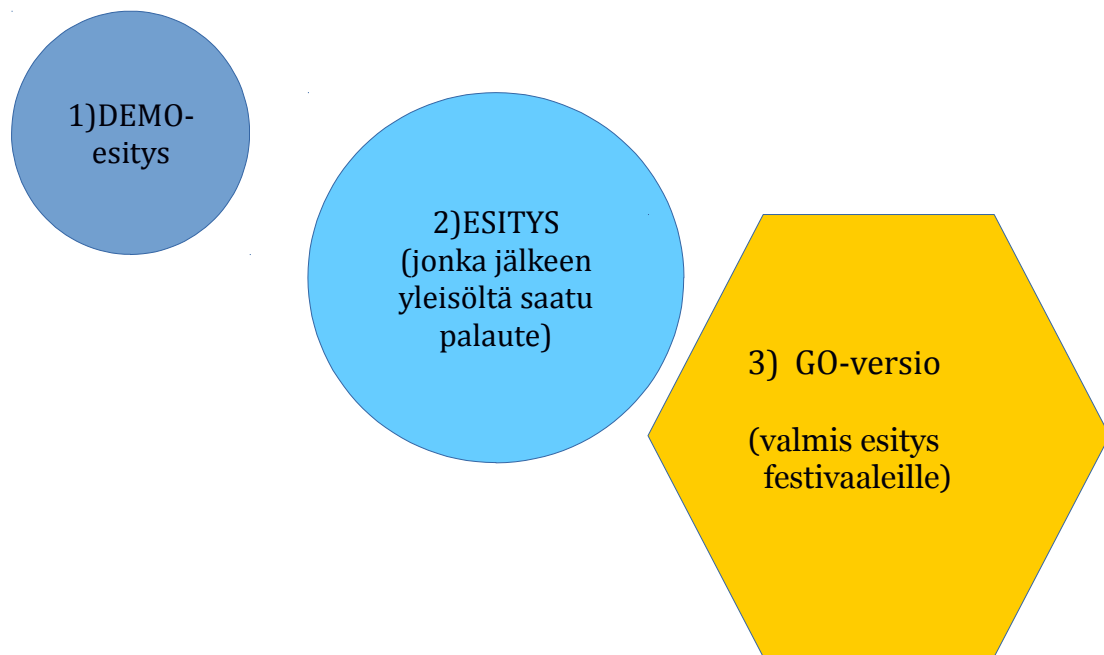 1)DEMO-
esitys
2)ESITYS
(jonka jälkeen
yleisöltä saatu
palaute)
3) GO-versio
(valmis esitys
festivaaleille)